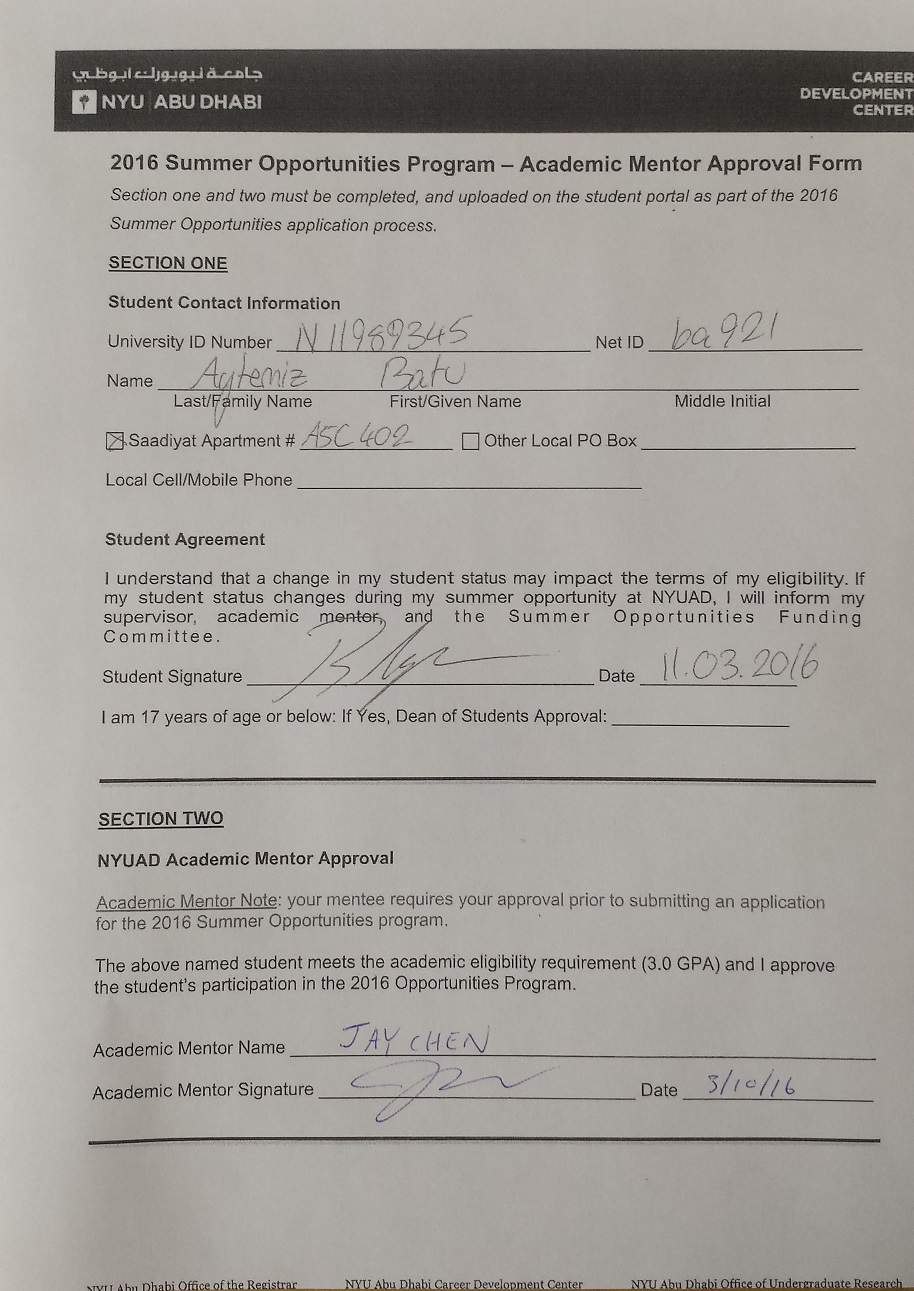 جامعة نيويورك ابوظبي
NYU ABU DHABI
CAREER
DEVELOPMENT
CENTER
2016 Summer Opportunities Program – Academic Mentor Approval Form
Section one and two must be completed, and uploaded on the student portal as part of the 2016
Summer Opportunities application process.
SECTION ONE
Student Contact Information
University ID Number N11989345 Net ID ba921
Name Aytemiz Batu
Last/Family Name First/Given Name Middle Initial
Saadiyat Apartment # A5C 402 Other Local PO Box
Local Cell/Mobile Phone
Student Agreement
I understand that a change in my student status may impact the terms of my eligibility. If
my student status changes during my summer opportunity at NYUAD, I will inform my
supervisor, academic mentor, and the Summer Opportunities Funding
Committee.
Student Signature Date 11.03.2016
I am 17 years of age or below: If Yes, Dean of Students Approval:
SECTION TWO
NYUAD Academic Mentor Approval
Academic Mentor Note: your mentee requires your approval prior to submitting an application
for the 2016 Summer Opportunities program.
The above named student meets the academic eligibility requirement (3.0 GPA) and I approve
the student's participation in the 2016 Opportunities Program.
Academic Mentor Name JAY CHEN
Academic Mentor Signature Date 3/10/16
NYU Abu Dhabi Office of the Registrar NYU Abu Dhabi Career Development Center NYU Abu Dhabi Office of Undergraduate Research